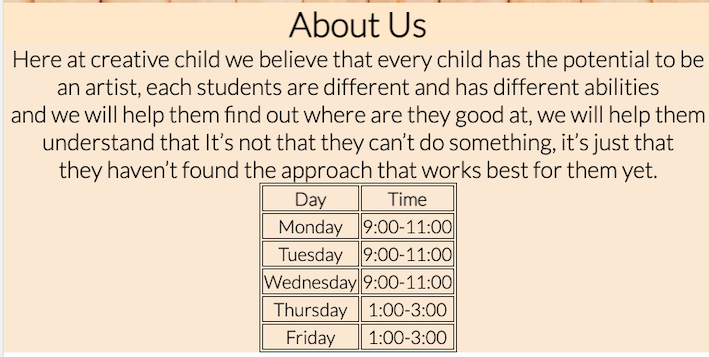 About Us
Here at creative child we believe that every child has the potential to be
an artist, each students are different and has different abilities
and we will help them find out where are they good at, we will help them
understand that It's not that they can't do something, it's just that
they haven't found the approach that works best for them yet.
Day Time
Monday 9:00-11:00
Tuesday 9:00-11:00
Wednesday 9:00-11:00
Thursday 1:00-3:00
Friday 1:00-3:00